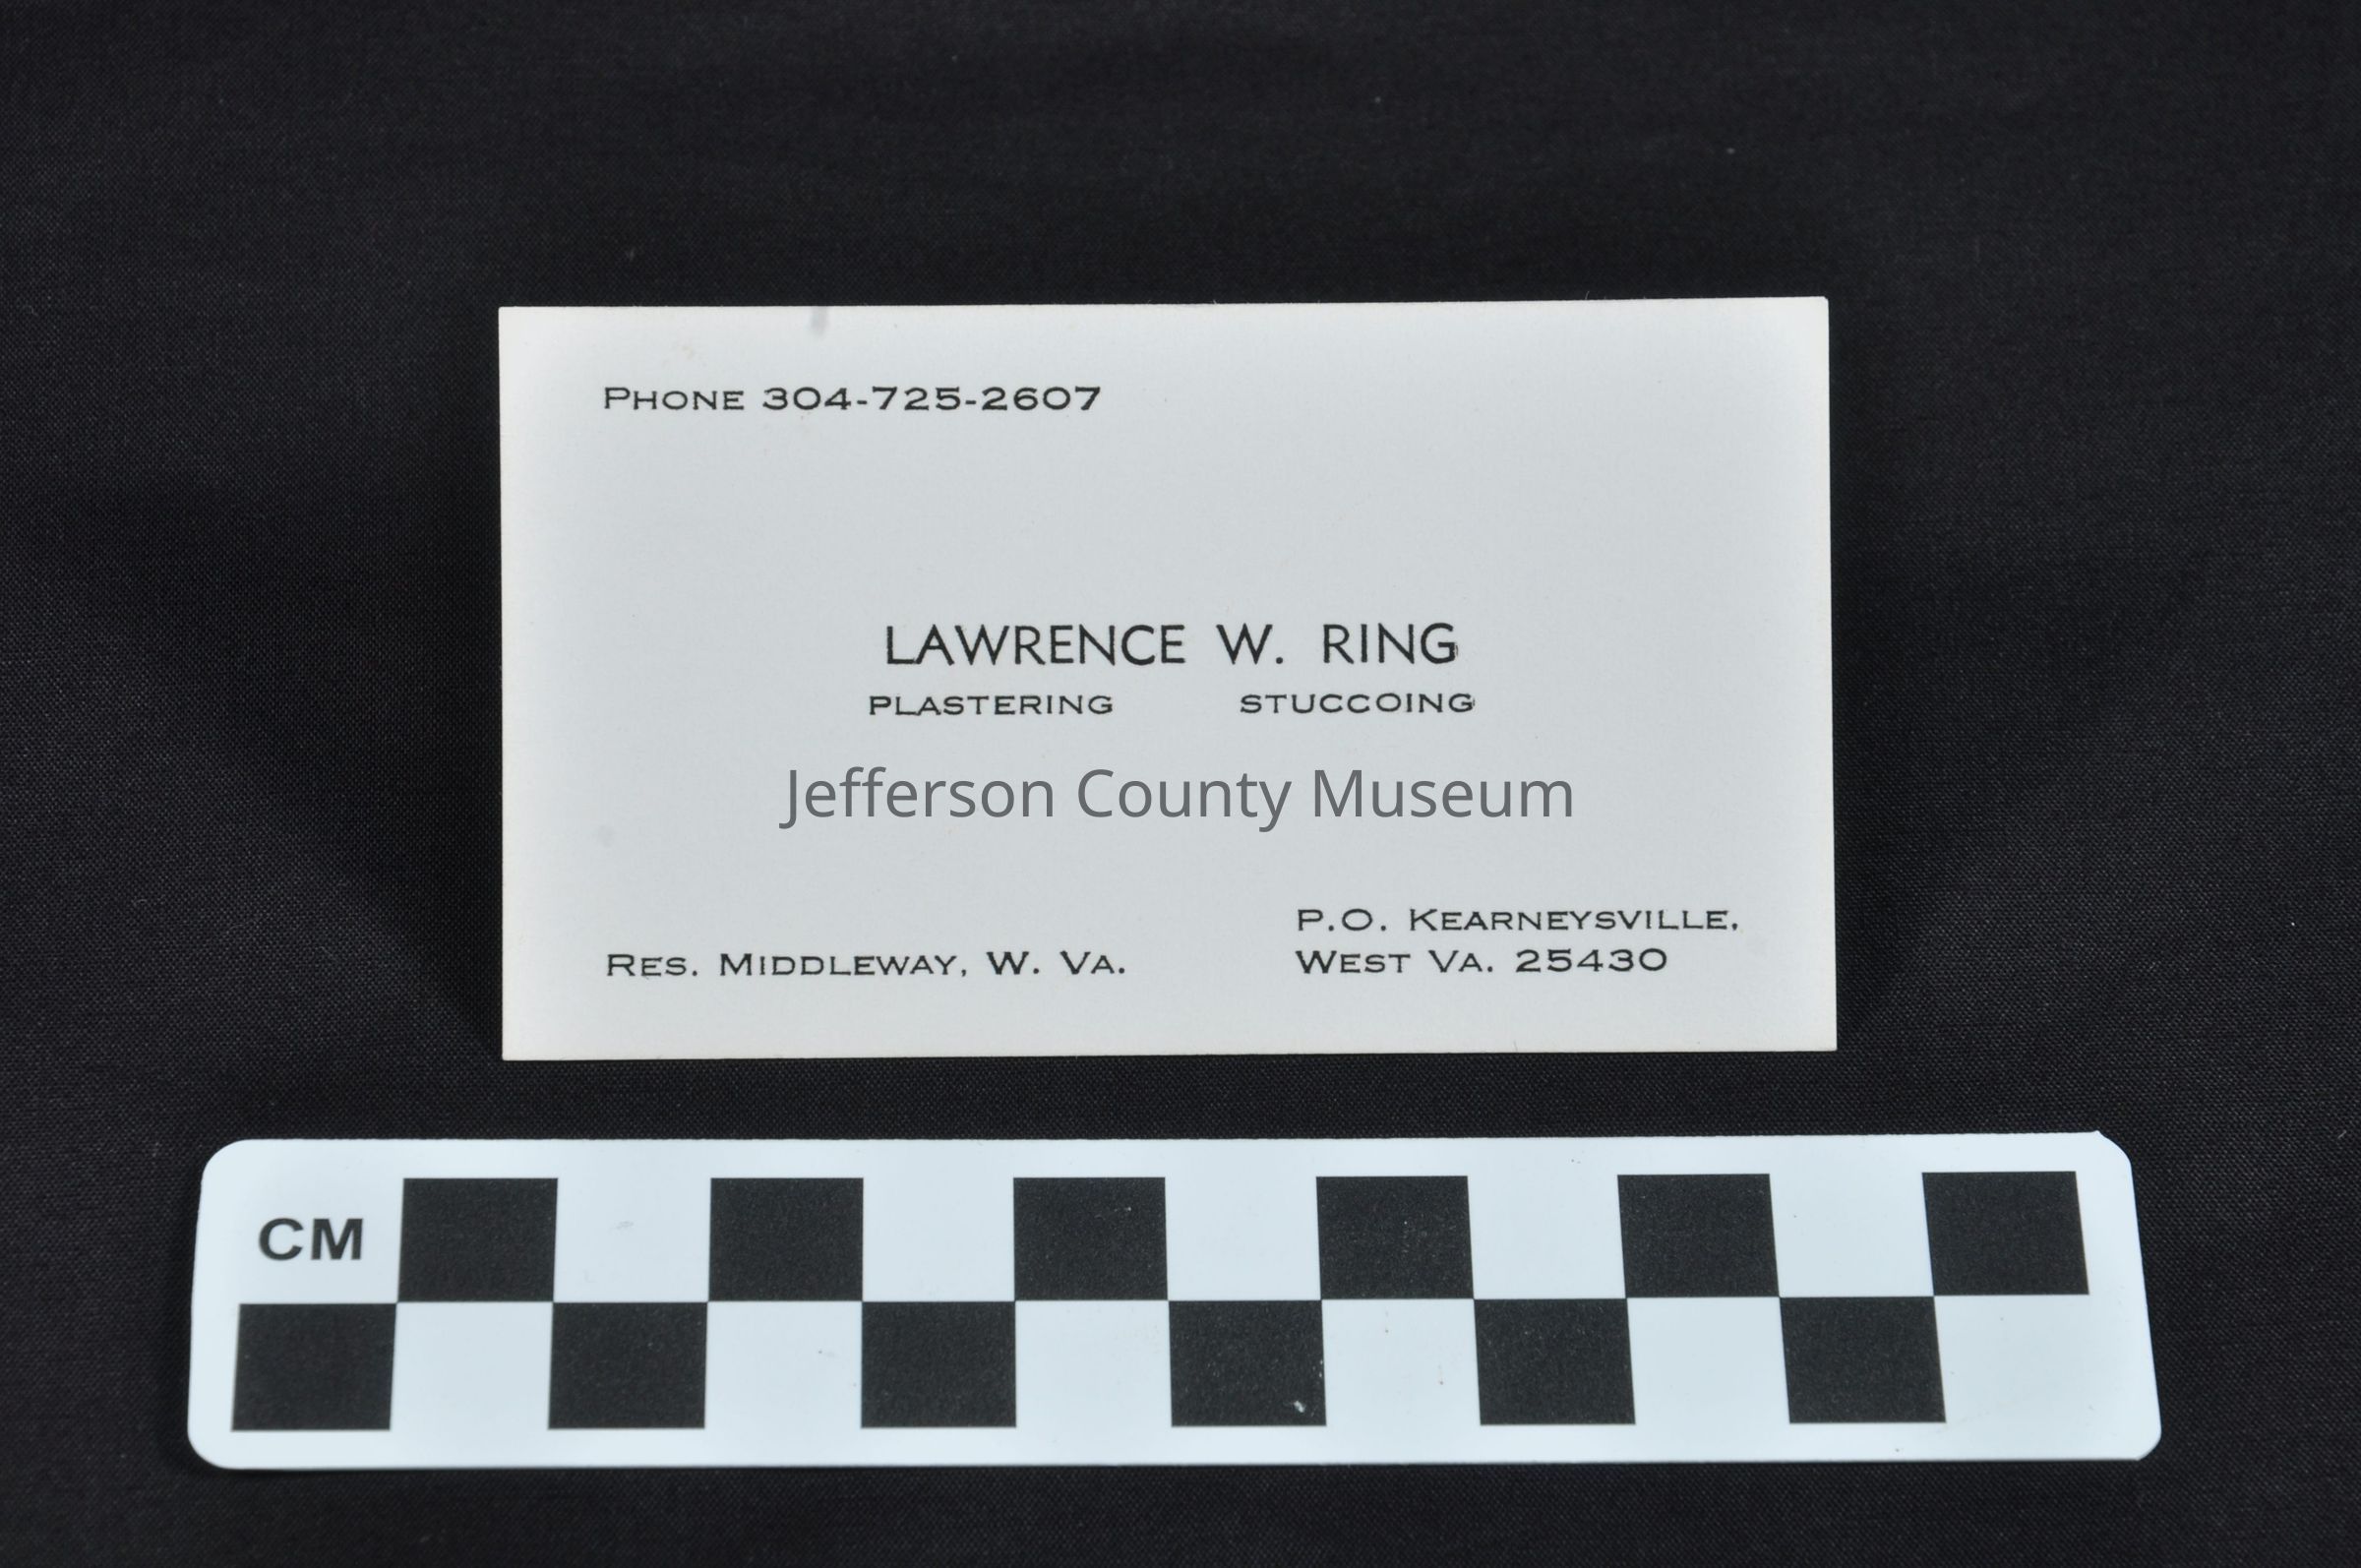 PHONE 304-725-2607
LAWRENCE W. RING
PLASTERING STUCCOING
Jefferson County Museum
P.O. KEARNEYSVILLE,
RES. MIDDLEWAY, W. VA.
WEST VA. 25430
CM